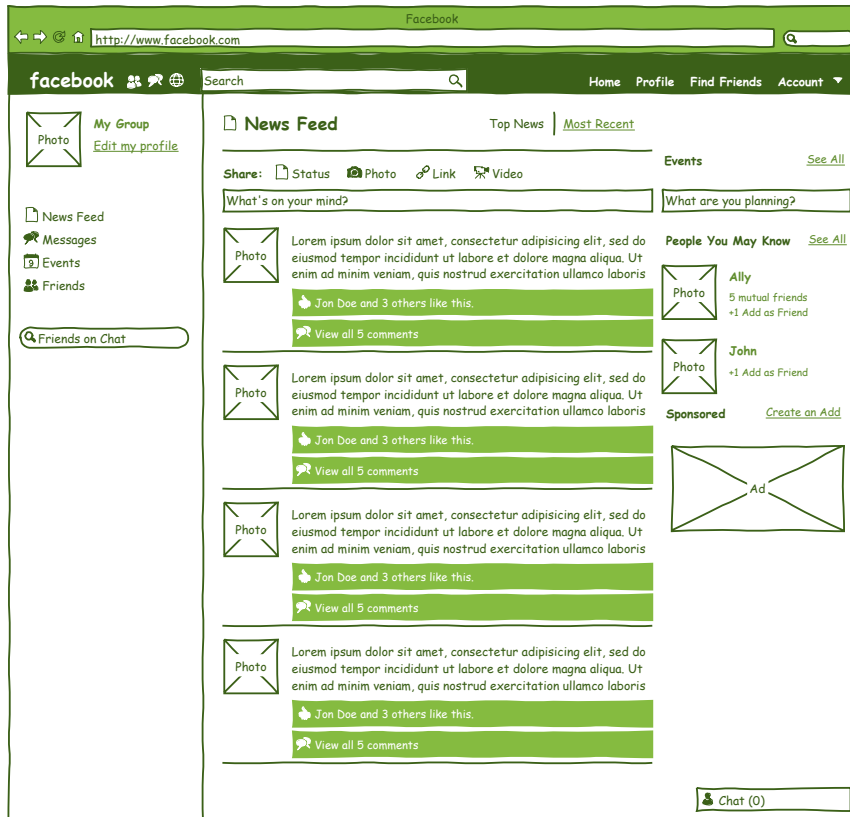 Facebook
http://www.facebook.com
facebook
Search
Home Profile Find Friends Account
Photo
My Group
Edit my profile
News Feed
Messages
9 Events
Friends
Friends on Chat
News Feed
Top News Most Recent
Share: Status Photo Link Video
What's on your mind?
Photo
Lorem ipsum dolor sit amet, consectetur adipisicing elit, sed do
eiusmod tempor incididunt ut labore et dolore magna aliqua. Ut
enim ad minim veniam, quis nostrud exercitation ullamco laboris
Jon Doe and 3 others like this.
View all 5 comments
Photo
Lorem ipsum dolor sit amet, consectetur adipisicing elit, sed do
eiusmod tempor incididunt ut labore et dolore magna aliqua. Ut
enim ad minim veniam, quis nostrud exercitation ullamco laboris
Jon Doe and 3 others like this.
View all 5 comments
Photo
Lorem ipsum dolor sit amet, consectetur adipisicing elit, sed do
eiusmod tempor incididunt ut labore et dolore magna aliqua. Ut
enim ad minim veniam, quis nostrud exercitation ullamco laboris
Jon Doe and 3 others like this.
View all 5 comments
Photo
Lorem ipsum dolor sit amet, consectetur adipisicing elit, sed do
eiusmod tempor incididunt ut labore et dolore magna aliqua. Ut
enim ad minim veniam, quis nostrud exercitation ullamco laboris
Jon Doe and 3 others like this.
View all 5 comments
Events See All
What are you planning?
People You May Know See All
Photo
Ally
5 mutual friends
+1 Add as Friend
Photo
John
+1 Add as Friend
Sponsored Create an Add
Ad
Chat (0)